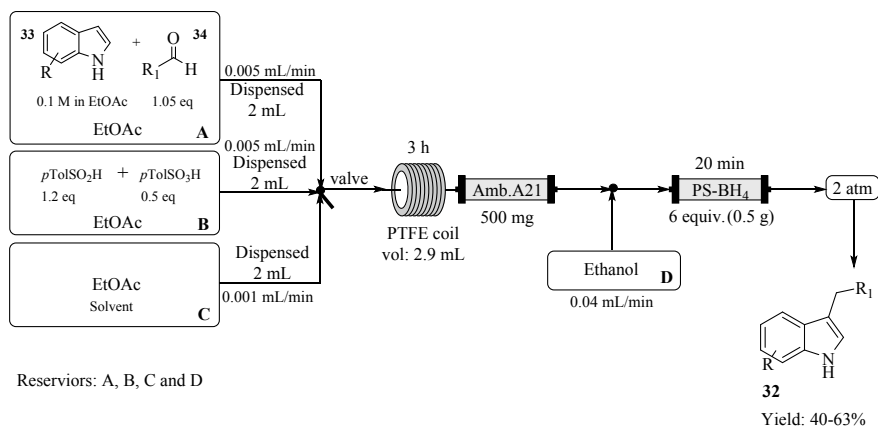 33
34
+
O
R
N
H
R1
H
0.1 M in EtOAc
1.05 eq
EtOAc
A
0.005 mL/min
Dispensed
2 mL
pTolSO2H + pTolSO3H
1.2 eq
0.5 eq
EtOAc
B
0.005 mL/min
Dispensed
2 mL
EtOAc
Solvent
C
Dispensed
2 mL
0.001 mL/min
valve
3 h
PTFE coil
vol: 2.9 mL
Amb.A21
500 mg
Ethanol
D
0.04 mL/min
20 min
PS-BH4
6 equiv.(0.5 g)
2 atm
R1
R
N
H
32
Yield: 40-63%
Reserviors: A, B, C and D